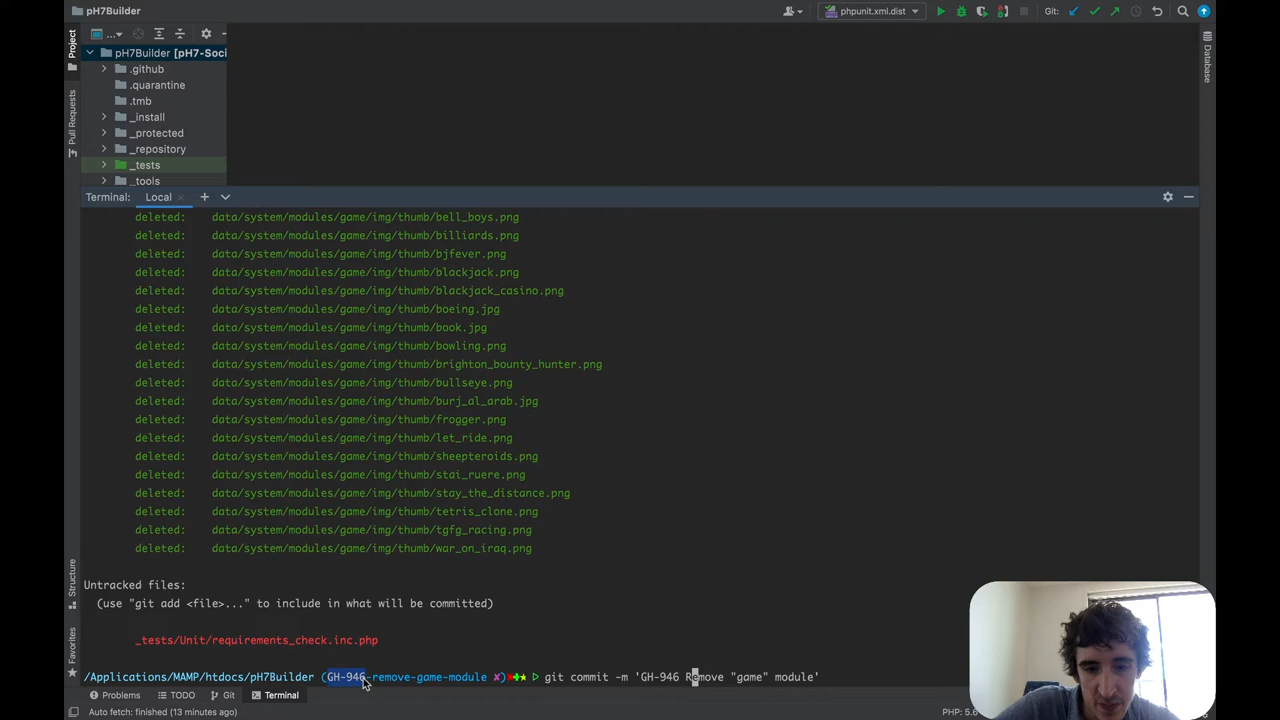 pH7Builder
phpunit.xml.dist
Git:
Project
...
pH7Builder [pH7-Soci
.github
.quarantine
.tmb
_install
_protected
_repository
_tests
_tools
Pull Requests
Database
Terminal: Local
deleted: data/system/modules/game/img/thumb/bell_boys.png
deleted: data/system/modules/game/img/thumb/billiards.png
deleted: data/system/modules/game/img/thumb/bjfever.png
deleted: data/system/modules/game/img/thumb/blackjack.png
deleted: data/system/modules/game/img/thumb/blackjack_casino.png
deleted: data/system/modules/game/img/thumb/boeing.jpg
deleted: data/system/modules/game/img/thumb/book.jpg
deleted: data/system/modules/game/img/thumb/bowling.png
deleted: data/system/modules/game/img/thumb/brighton_bounty_hunter.png
deleted: data/system/modules/game/img/thumb/bullseye.png
deleted: data/system/modules/game/img/thumb/burj_al_arab.jpg
deleted: data/system/modules/game/img/thumb/frogger.png
deleted: data/system/modules/game/img/thumb/let_ride.png
deleted: data/system/modules/game/img/thumb/sheepteroids.png
deleted: data/system/modules/game/img/thumb/stai_ruere.png
deleted: data/system/modules/game/img/thumb/stay_the_distance.png
deleted: data/system/modules/game/img/thumb/tetris_clone.png
deleted: data/system/modules/game/img/thumb/tgfg_racing.png
deleted: data/system/modules/game/img/thumb/war_on_iraq.png
Untracked files:
(use "git add <file>..." to include in what will be committed)
_tests/Unit/requirements_check.inc.php
/Applications/MAMP/htdocs/pH7Builder (GH-946-remove-game-module ✘)✖✚★ ▷ git commit -m 'GH-946 Remove "game" module'
Structure
Favorites
Problems
TODO
Git
Terminal
Auto fetch: finished (13 minutes ago)
PHP: 5.6